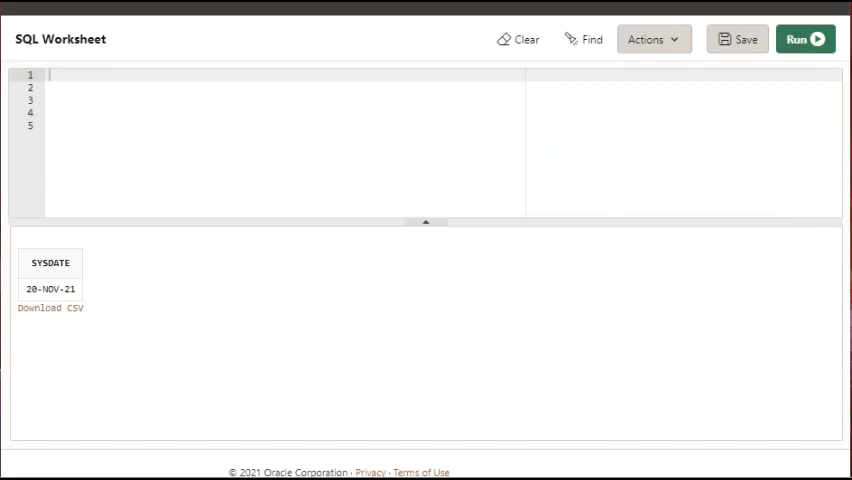 SQL Worksheet
Clear Find Actions Save Run
1
2
3
4
5
SYSDATE
20-NOV-21
Download CSV
© 2021 Oracle Corporation · Privacy · Terms of Use